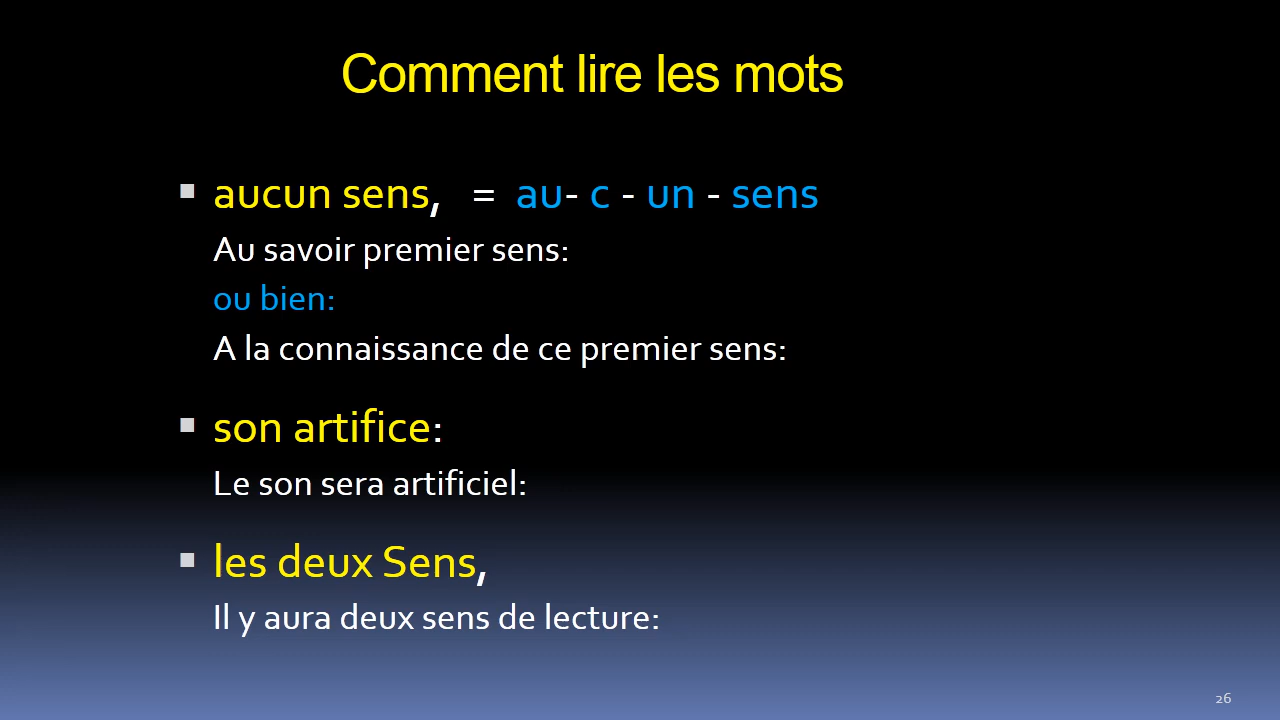 Comment lire les mots
aucun sens, = au- c - un - sens
Au savoir premier sens:
ou bien:
A la connaissance de ce premier sens:
son artifice:
Le son sera artificiel:
les deux Sens,
Il y aura deux sens de lecture:
26